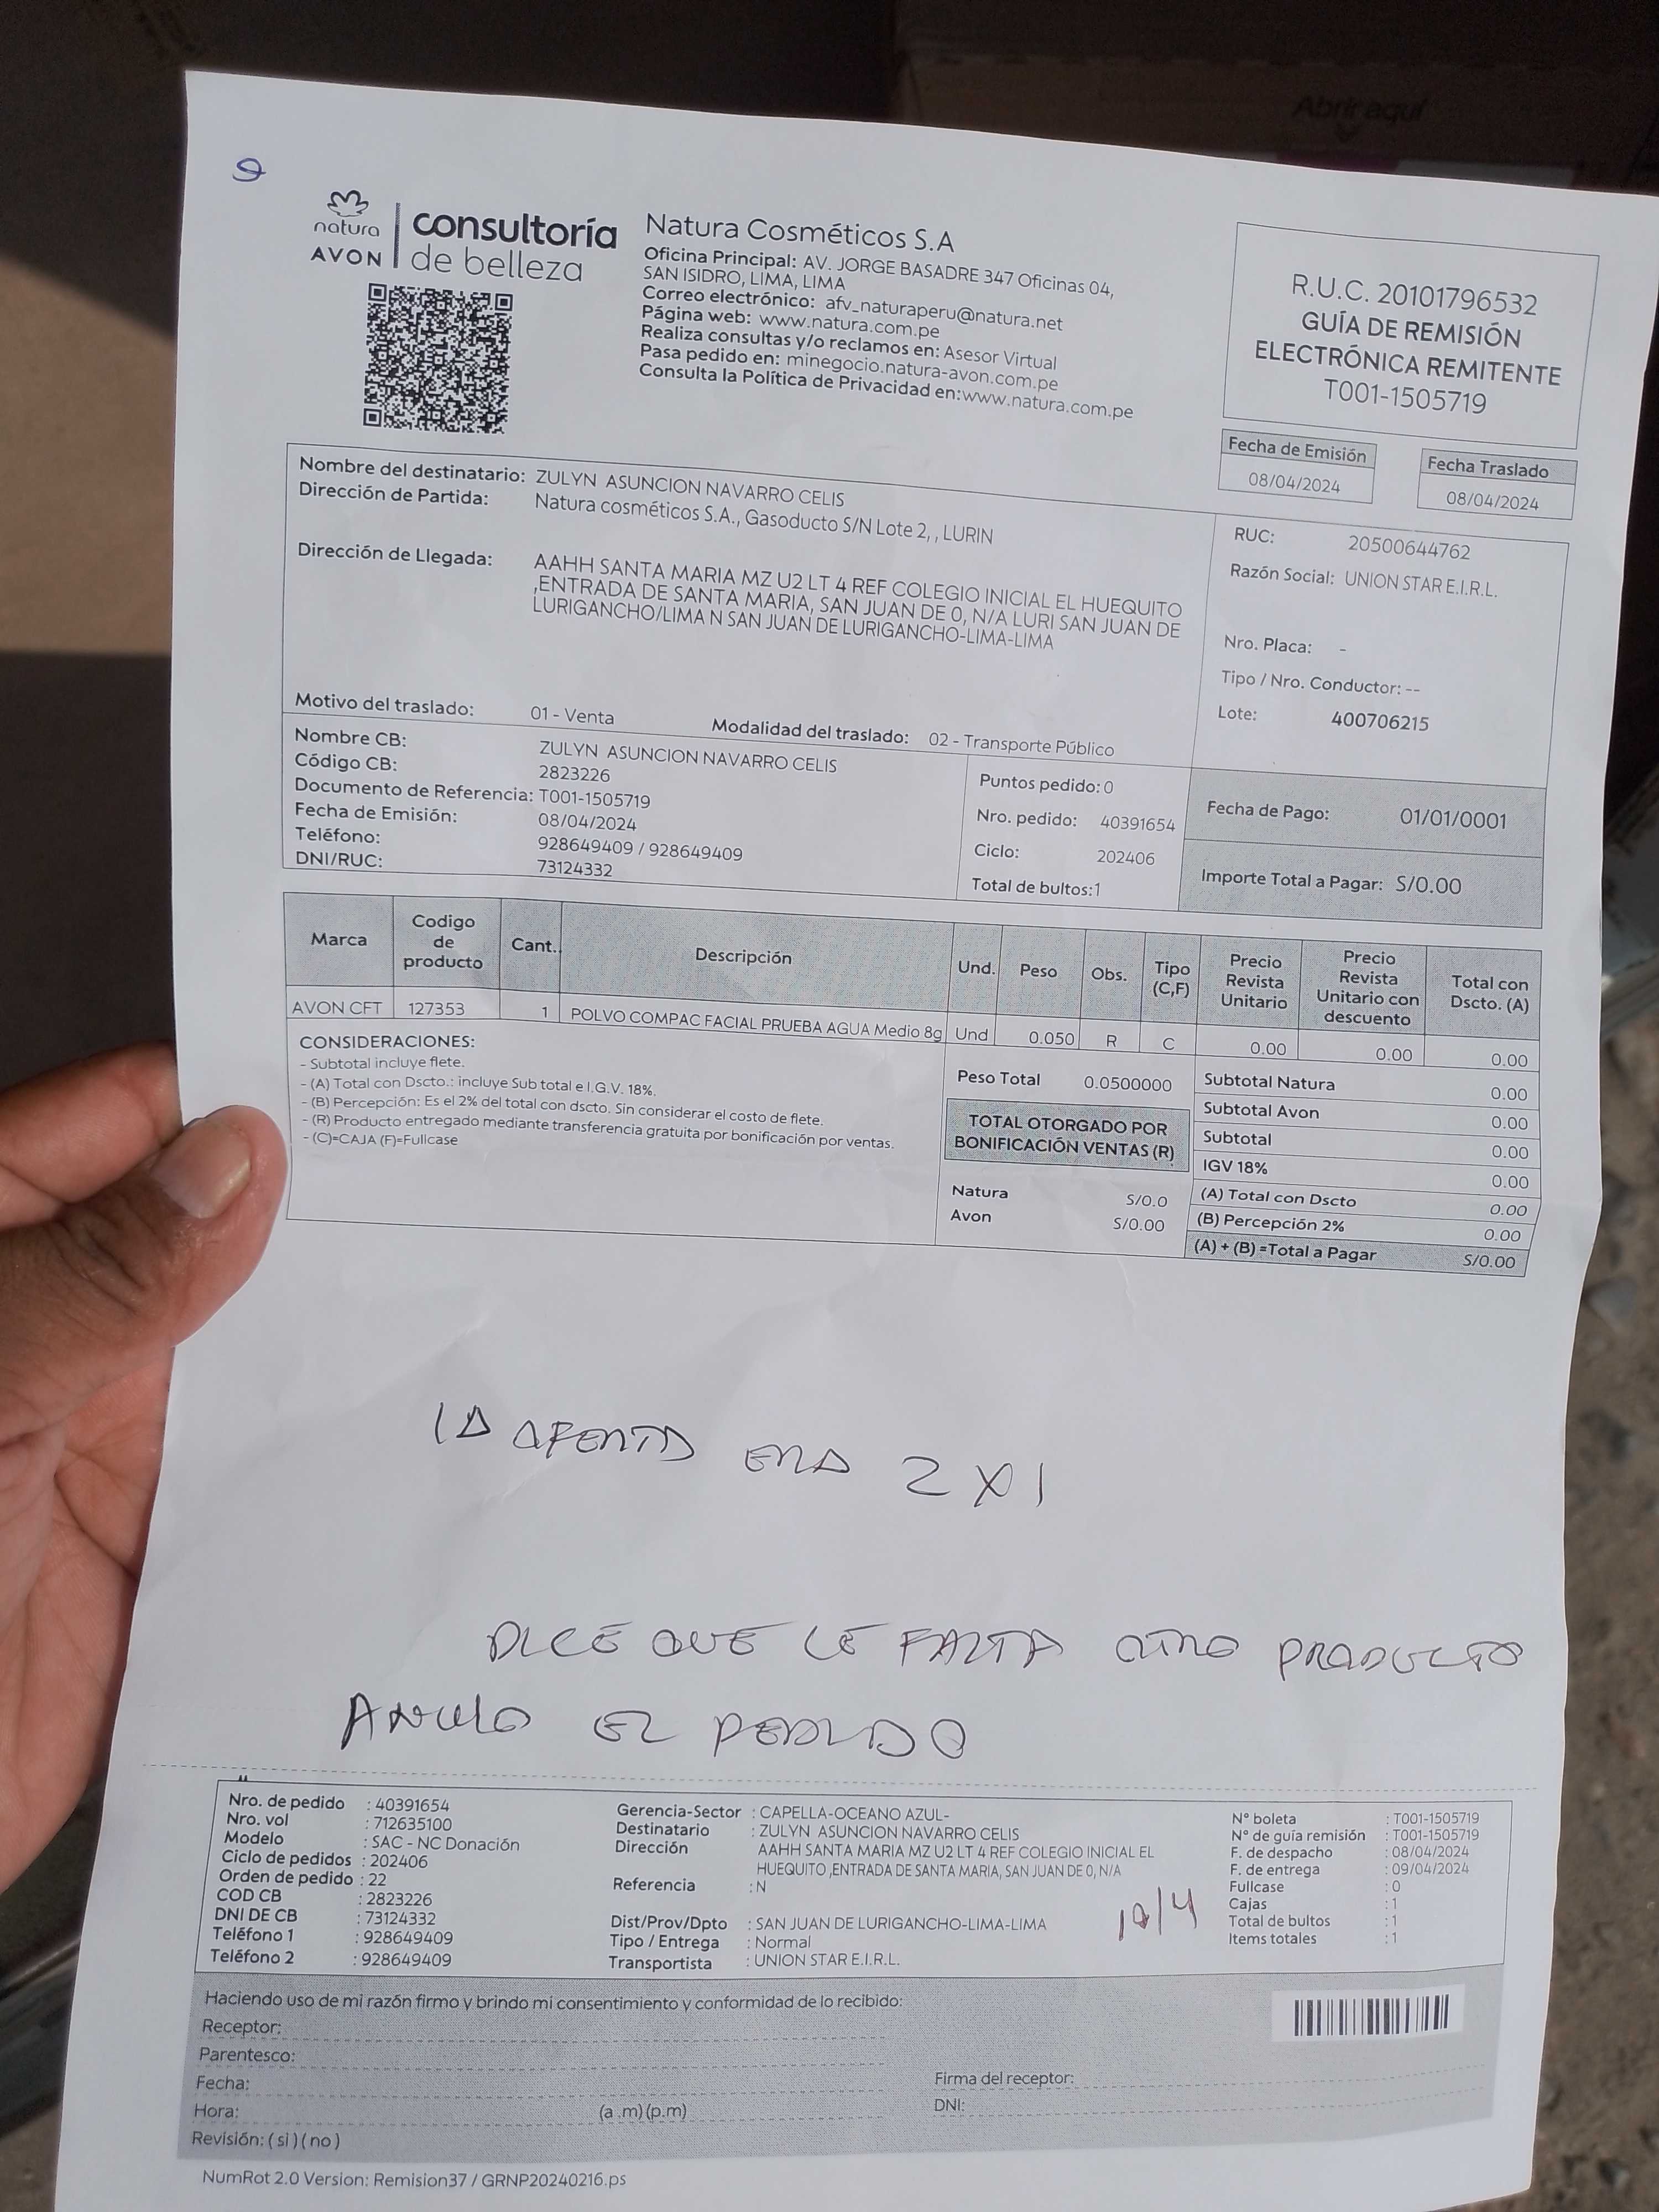 Abrir aquí
9
natura
AVON
consultoría
de belleza
Natura Cosméticos S.A
Oficina Principal: AV. JORGE BASADRE 347 Oficinas 04,
SAN ISIDRO, LIMA, LIMA
Correo electrónico: afv_naturaperu@natura.net
Página web: www.natura.com.pe
Realiza consultas y/o reclamos en: Asesor Virtual
Pasa pedido en: minegocio.natura-avon.com.pe
Consulta la Política de Privacidad en:www.natura.com.pe
R.U.C. 20101796532
GUÍA DE REMISIÓN
ELECTRÓNICA REMITENTE
T001-1505719
Fecha de Emisión
08/04/2024
Fecha Traslado
08/04/2024
Nombre del destinatario: ZULYN ASUNCION NAVARRO CELIS
Dirección de Partida: Natura cosméticos S.A., Gasoducto S/N Lote 2, , LURIN
Dirección de Llegada: AAHH SANTA MARIA MZ U2 LT 4 REF COLEGIO INICIAL EL HUEQUITO
,ENTRADA DE SANTA MARIA, SAN JUAN DE 0, N/A LURI SAN JUAN DE
LURIGANCHO/LIMA N SAN JUAN DE LURIGANCHO-LIMA-LIMA
Motivo del traslado: 01 - Venta Modalidad del traslado: 02 - Transporte Público
RUC: 20500644762
Razón Social: UNION STAR E.I.R.L.
Nro. Placa: -
Tipo / Nro. Conductor: --
Lote: 400706215
Nombre CB: ZULYN ASUNCION NAVARRO CELIS
Código CB: 2823226
Documento de Referencia: T001-1505719
Fecha de Emisión: 08/04/2024
Teléfono: 928649409 / 928649409
DNI/RUC: 73124332
Puntos pedido: 0
Nro. pedido: 40391654
Ciclo: 202406
Total de bultos:1
Fecha de Pago: 01/01/0001
Importe Total a Pagar: S/0.00
Marca Codigo de producto Cant. Descripción Und. Peso Obs. Tipo (C,F) Precio Revista Unitario Precio Revista Unitario con descuento Total con Dscto. (A)
AVON CFT 127353 1 POLVO COMPAC FACIAL PRUEBA AGUA Medio 8g Und 0.050 R C 0.00 0.00 0.00
CONSIDERACIONES:
- Subtotal incluye flete.
- (A) Total con Dscto.: incluye Sub total e I.G.V. 18%.
- (B) Percepción: Es el 2% del total con dscto. Sin considerar el costo de flete.
- (R) Producto entregado mediante transferencia gratuita por bonificación por ventas.
- (C)=CAJA (F)=Fullcase
Peso Total 0.0500000
TOTAL OTORGADO POR
BONIFICACIÓN VENTAS (R)
Natura S/0.0
Avon S/0.00
Subtotal Natura 0.00
Subtotal Avon 0.00
Subtotal 0.00
IGV 18% 0.00
(A) Total con Dscto 0.00
(B) Percepción 2% 0.00
(A) + (B) =Total a Pagar S/0.00
LA OFERTA ERA 2 X 1
DICE QUE LE FALTA OTRO PRODUCTO
ANULO EL PEDIDO
Nro. de pedido : 40391654
Nro. vol : 712635100
Modelo : SAC - NC Donación
Ciclo de pedidos : 202406
Orden de pedido : 22
COD CB : 2823226
DNI DE CB : 73124332
Teléfono 1 : 928649409
Teléfono 2 : 928649409
Gerencia-Sector : CAPELLA-OCEANO AZUL-
Destinatario : ZULYN ASUNCION NAVARRO CELIS
Dirección AAHH SANTA MARIA MZ U2 LT 4 REF COLEGIO INICIAL EL
HUEQUITO ,ENTRADA DE SANTA MARIA, SAN JUAN DE 0, N/A
Referencia : N
Dist/Prov/Dpto : SAN JUAN DE LURIGANCHO-LIMA-LIMA
Tipo / Entrega : Normal
Transportista : UNION STAR E.I.R.L.
10/4
N° boleta : T001-1505719
N° de guía remisión : T001-1505719
F. de despacho : 08/04/2024
F. de entrega : 09/04/2024
Fullcase : 0
Cajas : 1
Total de bultos : 1
Items totales : 1
Haciendo uso de mi razón firmo y brindo mi consentimiento y conformidad de lo recibido:
Receptor:
Parentesco:
Fecha:
Hora: (a .m) (p.m)
Revisión: ( si ) ( no )
Firma del receptor:
DNI:
NumRot 2.0 Version: Remision37 / GRNP20240216.ps